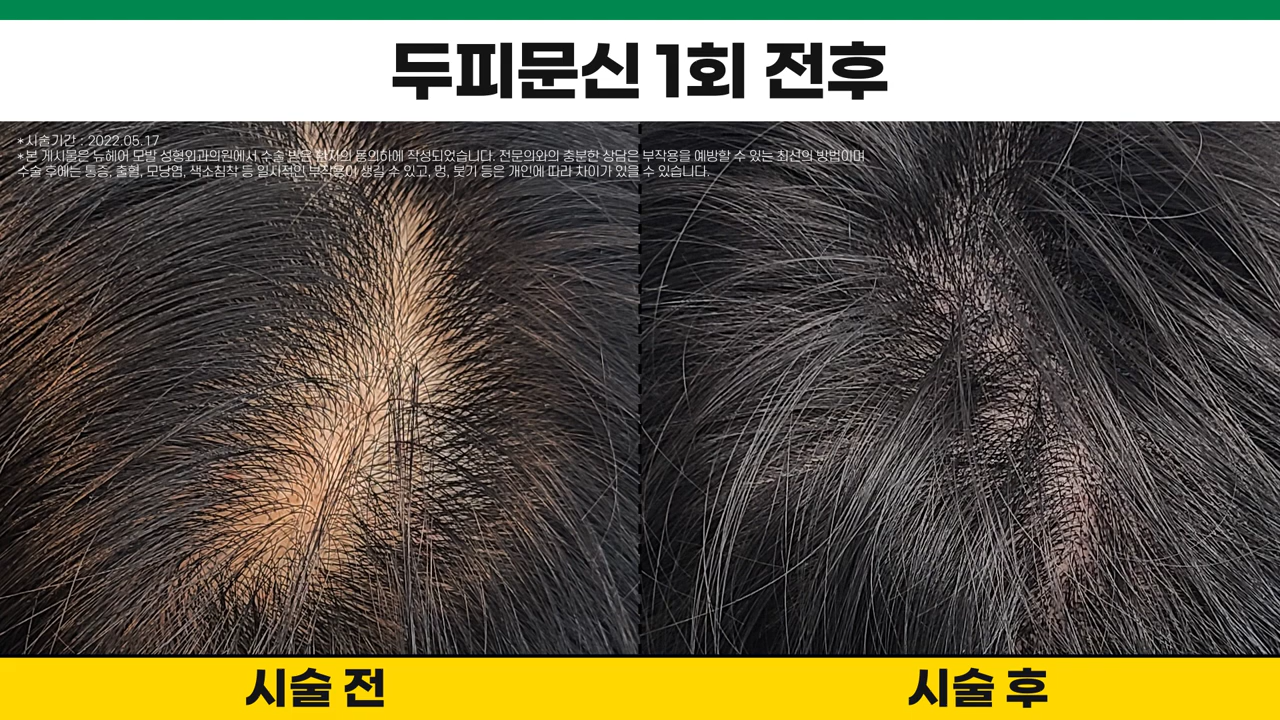 두피문신 1회 전후
*시술기간 : 2022.05.17
*본 게시물은 뉴헤어 모발 성형외과의원에서 수술 받은 환자의 동의하에 작성되었습니다. 전문의와의 충분한 상담은 부작용을 예방할 수 있는 최선의 방법이며
수술 후에는 통증, 출혈, 모낭염, 색소침착 등 일시적인 부작용이 생길 수 있고, 멍, 붓기 등은 개인에 따라 차이가 있을 수 있습니다.
시술 전
시술 후